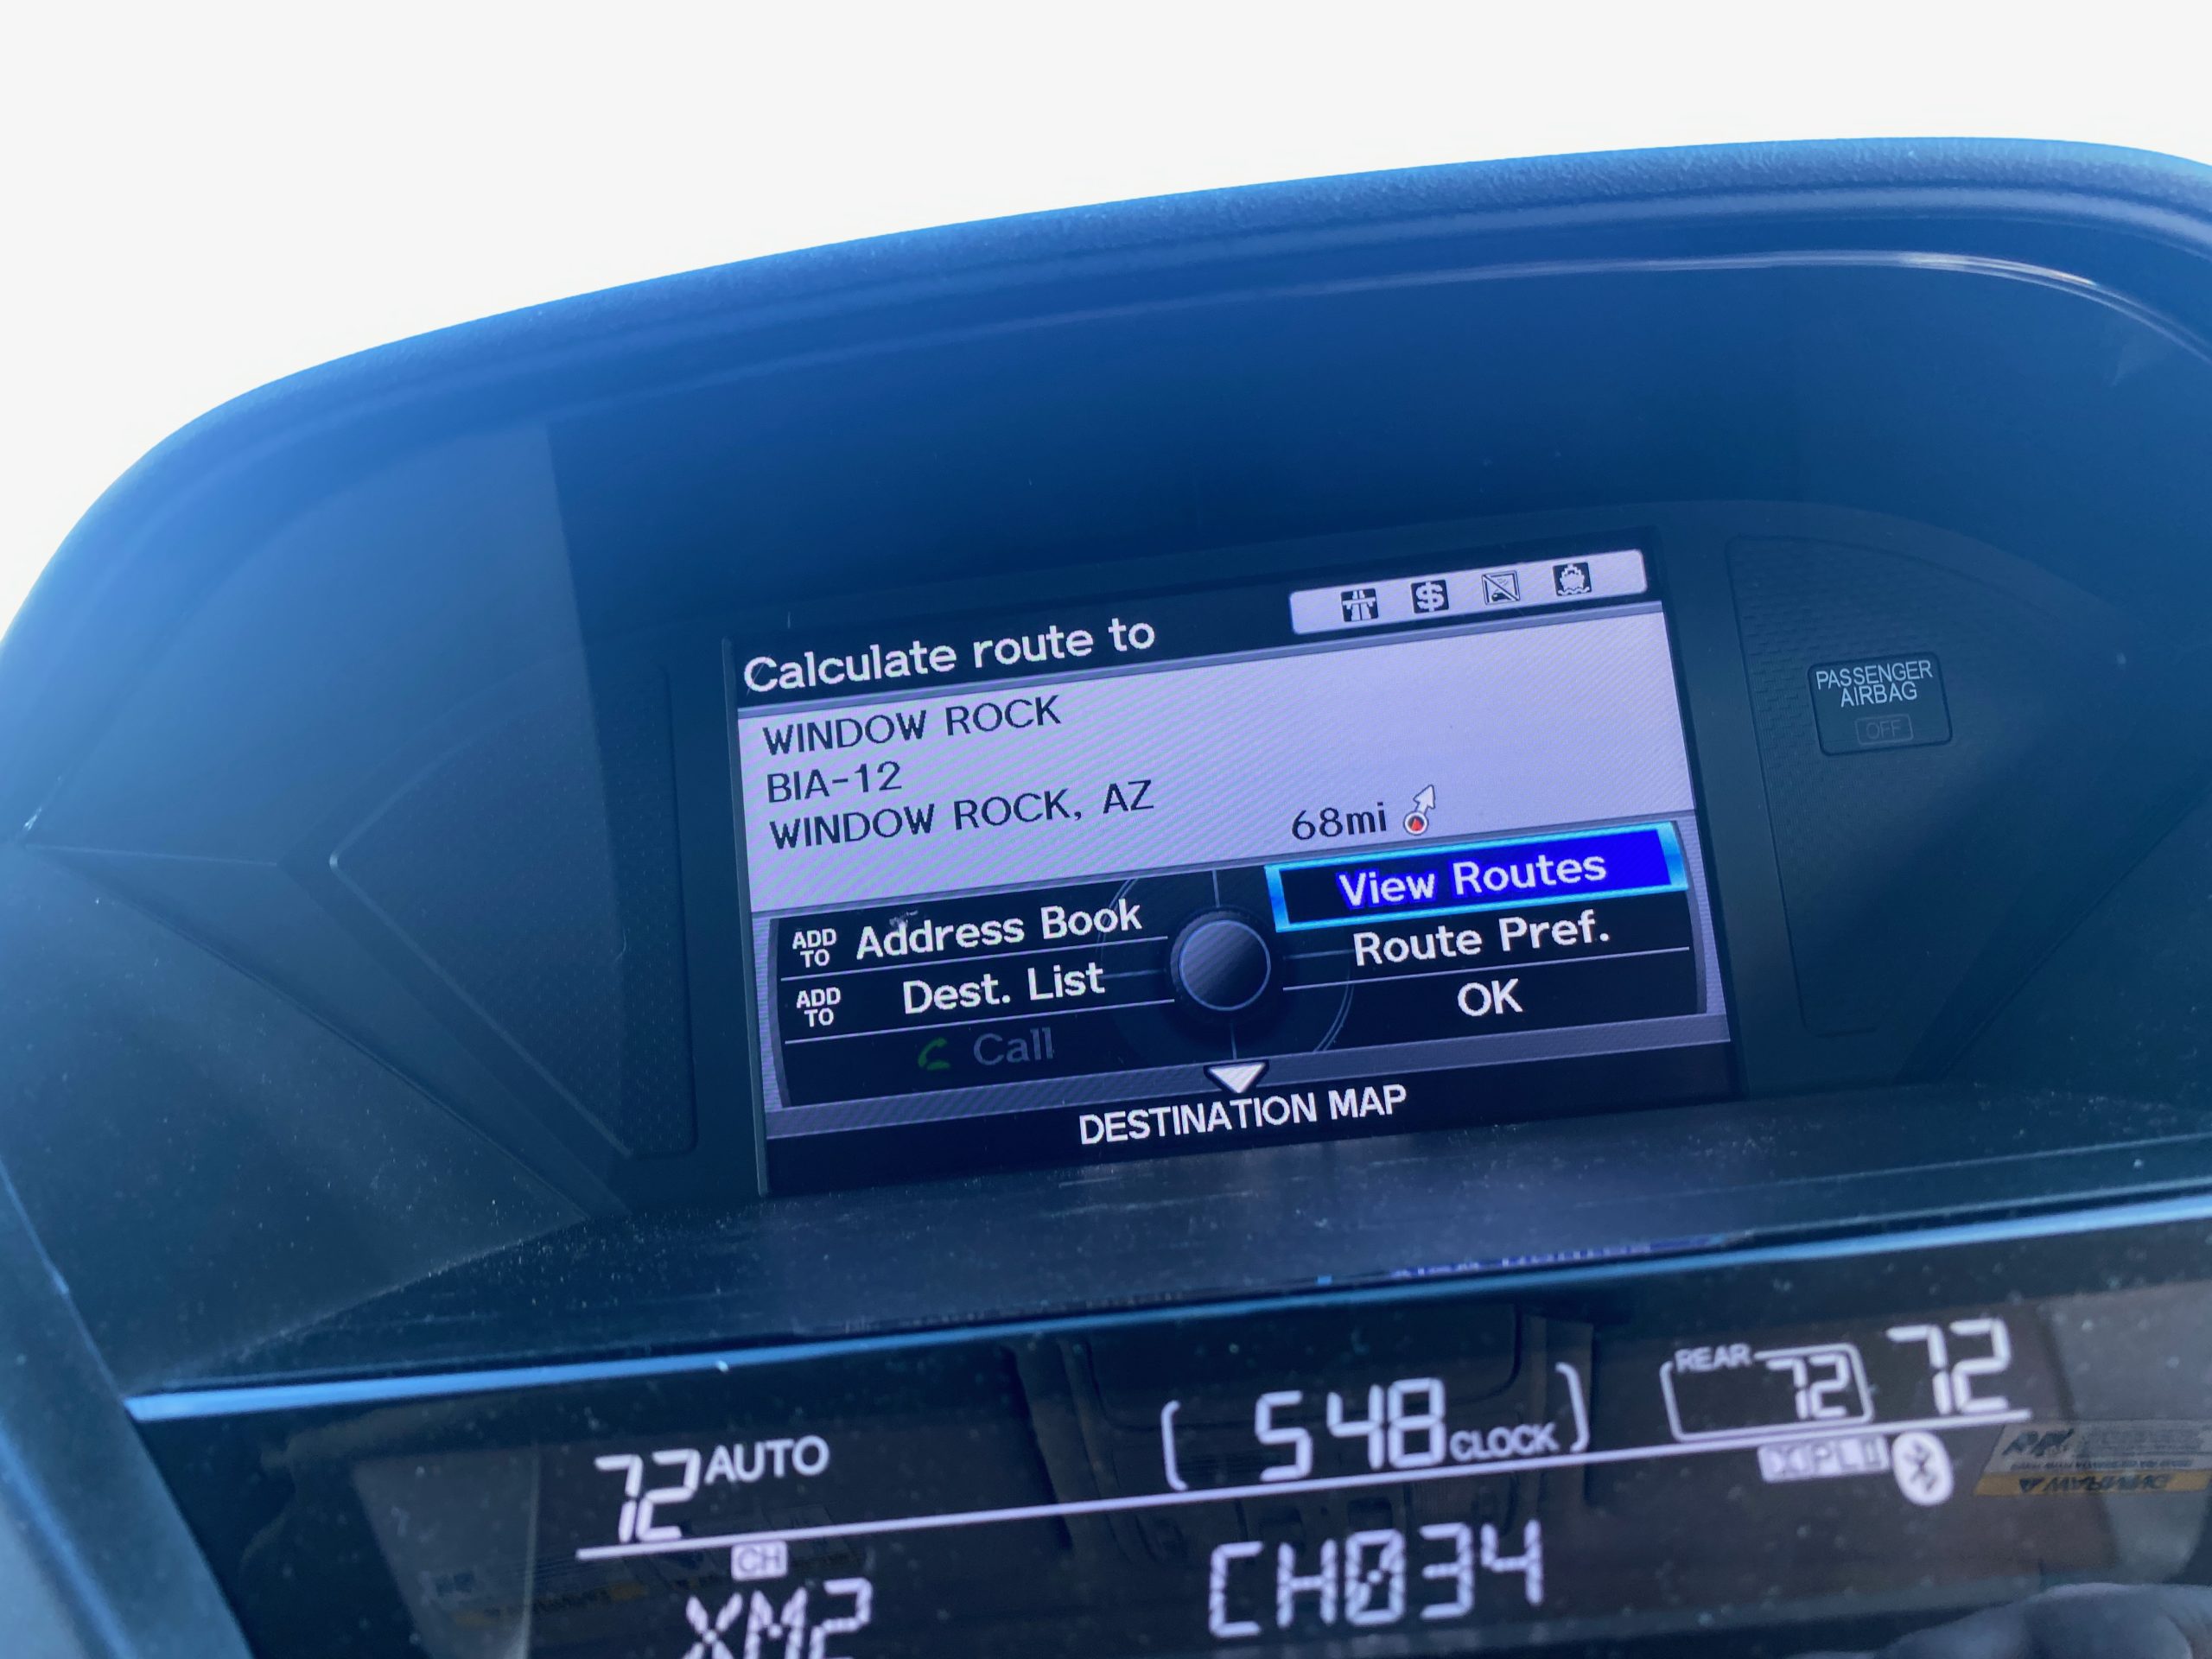 Calculate route to
$
WINDOW ROCK
BIA-12
WINDOW ROCK, AZ
68mi
ADD TO Address Book
View Routes
ADD TO Dest. List
Route Pref.
Call
OK
DESTINATION MAP
PASSENGER
AIRBAG
OFF
72 AUTO
548 CLOCK
REAR 72
72
CH
XM2
CH034